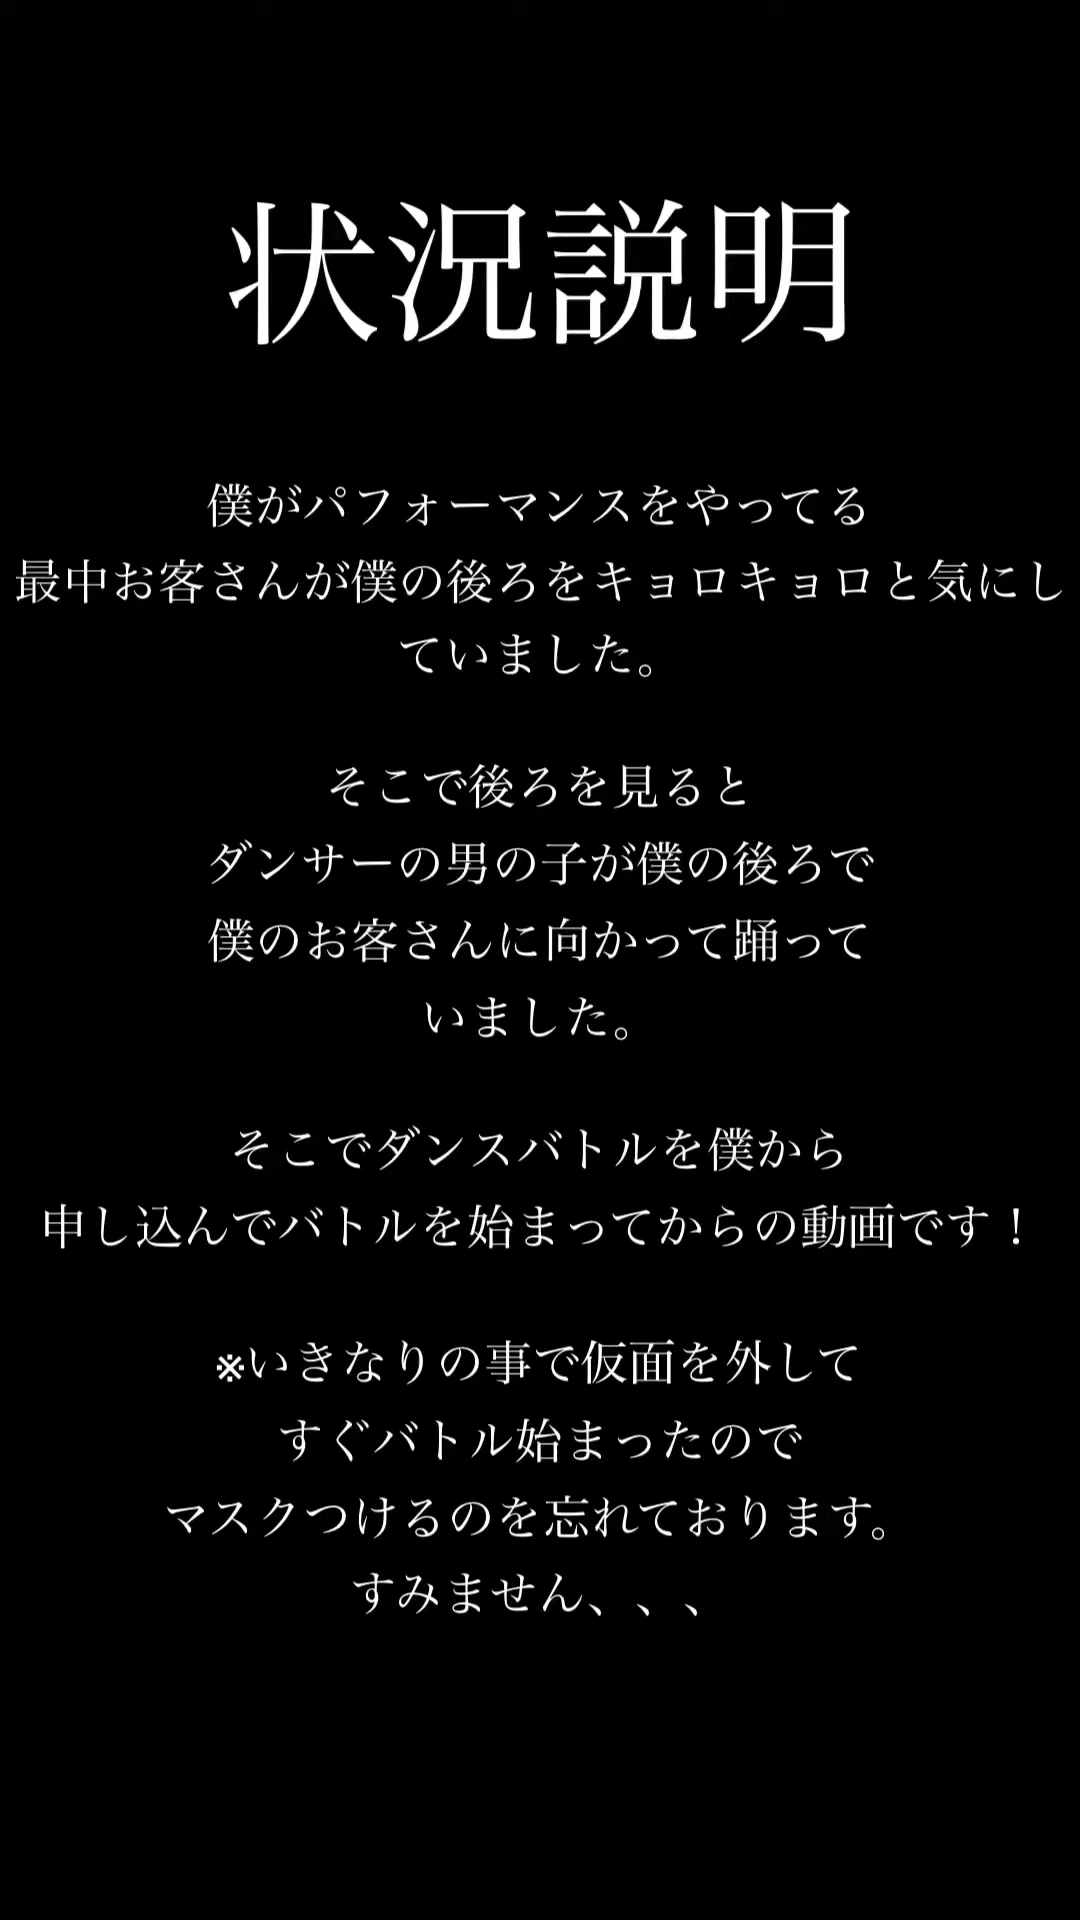 状況説明
僕がパフォーマンスをやってる
最中お客さんが僕の後ろをキョロキョロと気にし
ていました。
そこで後ろを見ると
ダンサーの男の子が僕の後ろで
僕のお客さんに向かって踊って
いました。
そこでダンスバトルを僕から
申し込んでバトルを始まってからの動画です！
※いきなりの事で仮面を外して
すぐバトル始まったので
マスクつけるのを忘れております。
すみません、、、